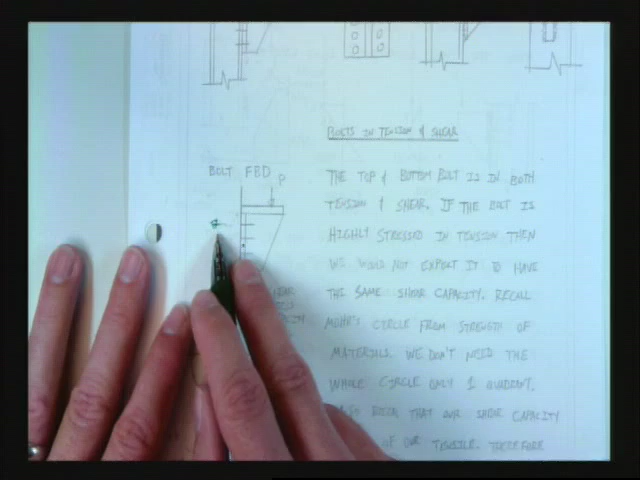 BOLTS IN TENSION & SHEAR
BOLT FBD
P
THE TOP & BOTTOM BOLT IS IN BOTH
TENSION & SHEAR. IF THE BOLT IS
HIGHLY STRESSED IN TENSION THEN
WE WOULD NOT EXPECT IT TO HAVE
THE SAME SHEAR CAPACITY. RECALL
MOHR'S CIRCLE FROM STRENGTH OF
MATERIALS. WE DON'T NEED THE
WHOLE CIRCLE ONLY 1 QUADRANT.
THAT OUR SHEAR CAPACITY
OF OUR TENSILE. THEREFORE